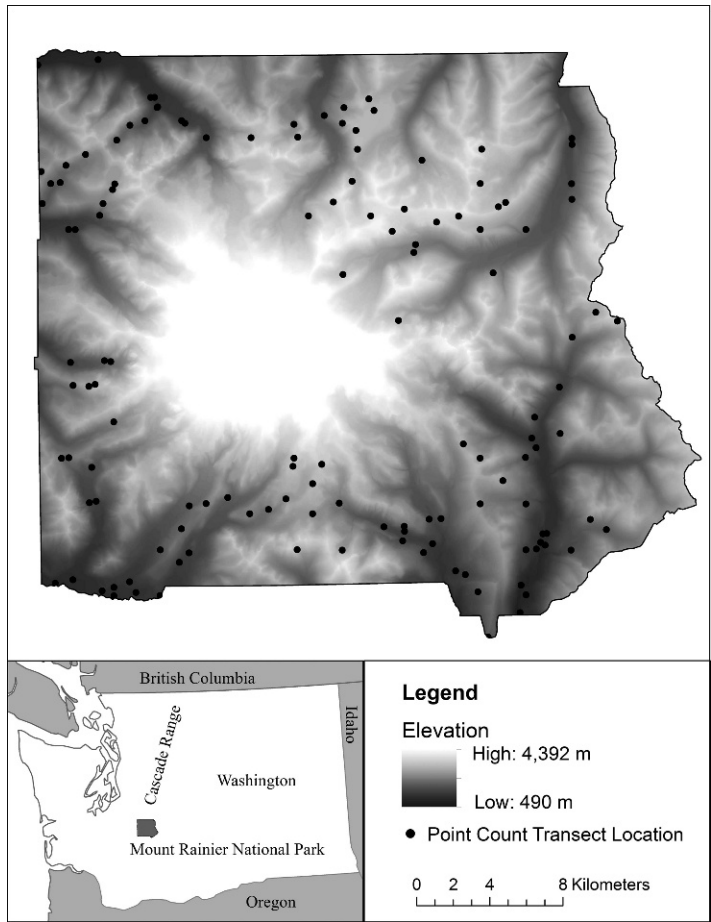 British Columbia
Cascade Range
Idaho
Washington
Mount Rainier National Park
Oregon
Legend
Elevation
High: 4,392 m
Low: 490 m
Point Count Transect Location
0 2 4 8 Kilometers